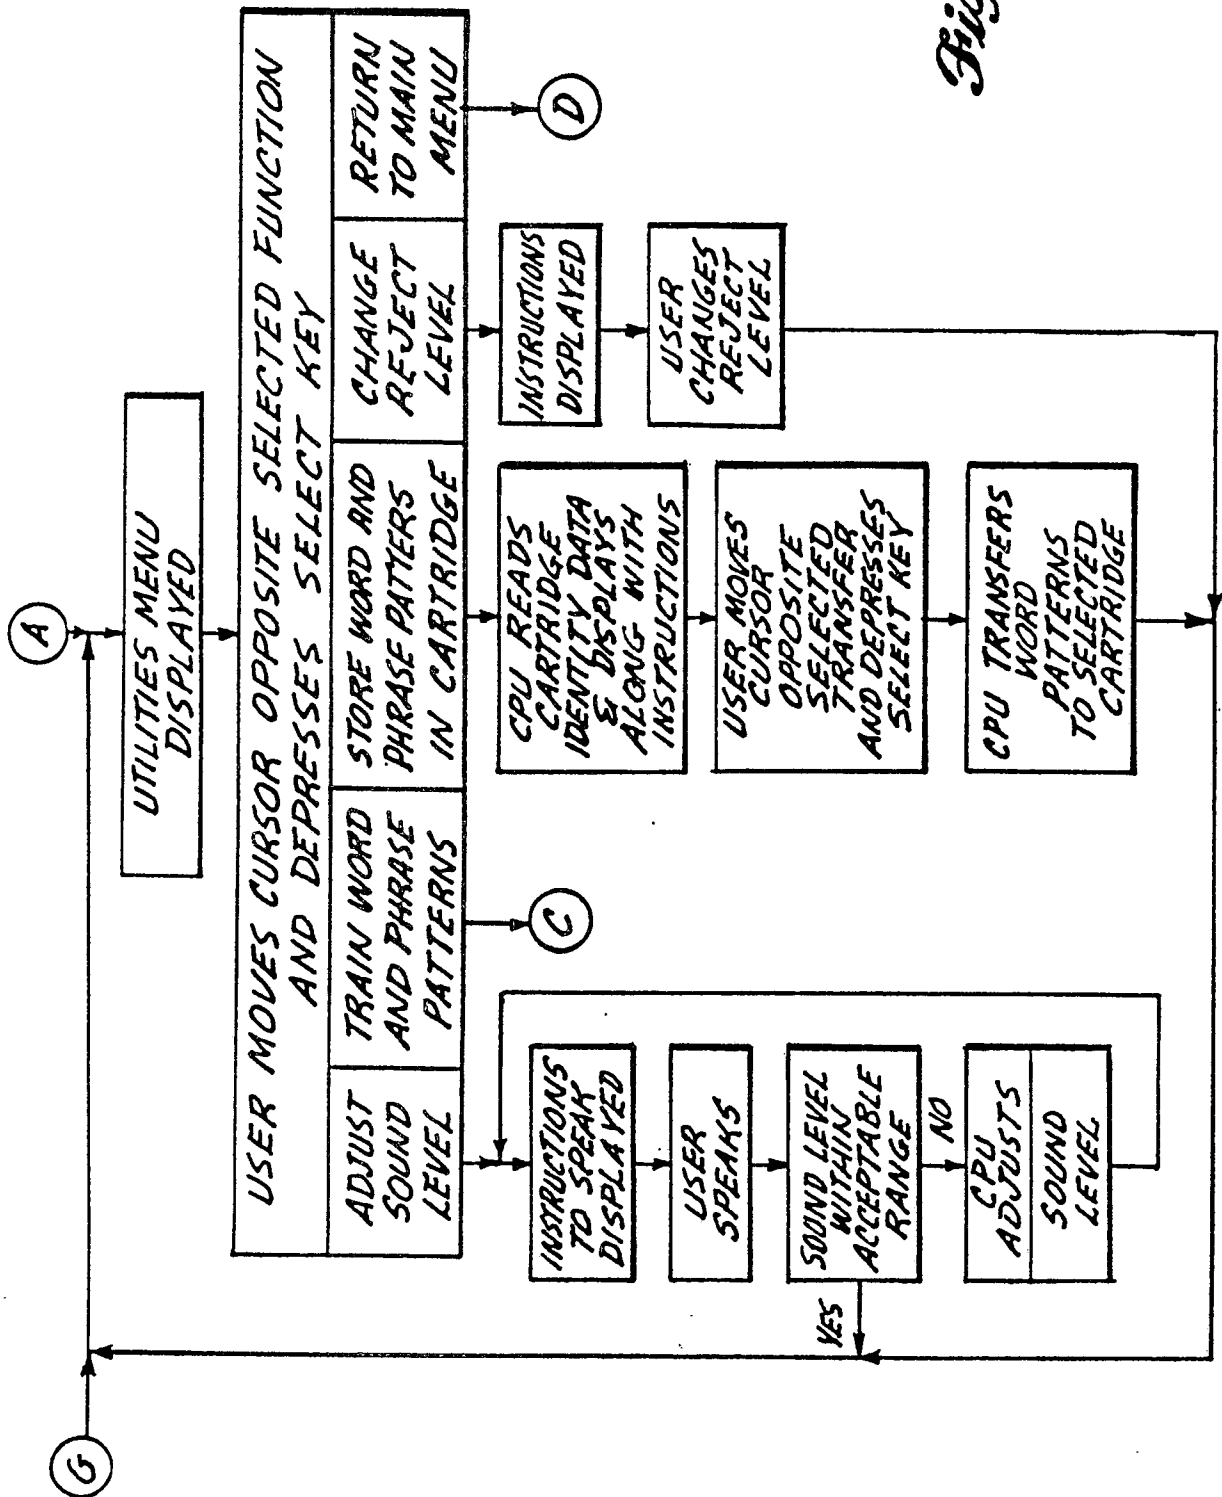 A
G
UTILITIES MENU
DISPLAYED
USER MOVES CURSOR OPPOSITE SELECTED FUNCTION
AND DEPRESSES SELECT KEY
ADJUST
SOUND
LEVEL
TRAIN WORD
AND PHRASE
PATTERNS
STORE WORD AND
PHRASE PATTERS
IN CARTRIDGE
CHANGE
REJECT
LEVEL
RETURN
TO MAIN
MENU
INSTRUCTIONS
TO SPEAK
DISPLAYED
USER
SPEAKS
SOUND LEVEL
WITHIN
ACCEPTABLE
RANGE
YES
NO
CPU
ADJUSTS
SOUND
LEVEL
C
CPU READS
CARTRIDGE
IDENTITY DATA
& DISPLAYS
ALONG WITH
INSTRUCTIONS
USER MOVES
CURSOR
OPPOSITE
SELECTED
TRANSFER
AND DEPRESSES
SELECT KEY
CPU TRANSFERS
WORD
PATTERNS
TO SELECTED
CARTRIDGE
INSTRUCTIONS
DISPLAYED
USER
CHANGES
REJECT
LEVEL
D
Fig